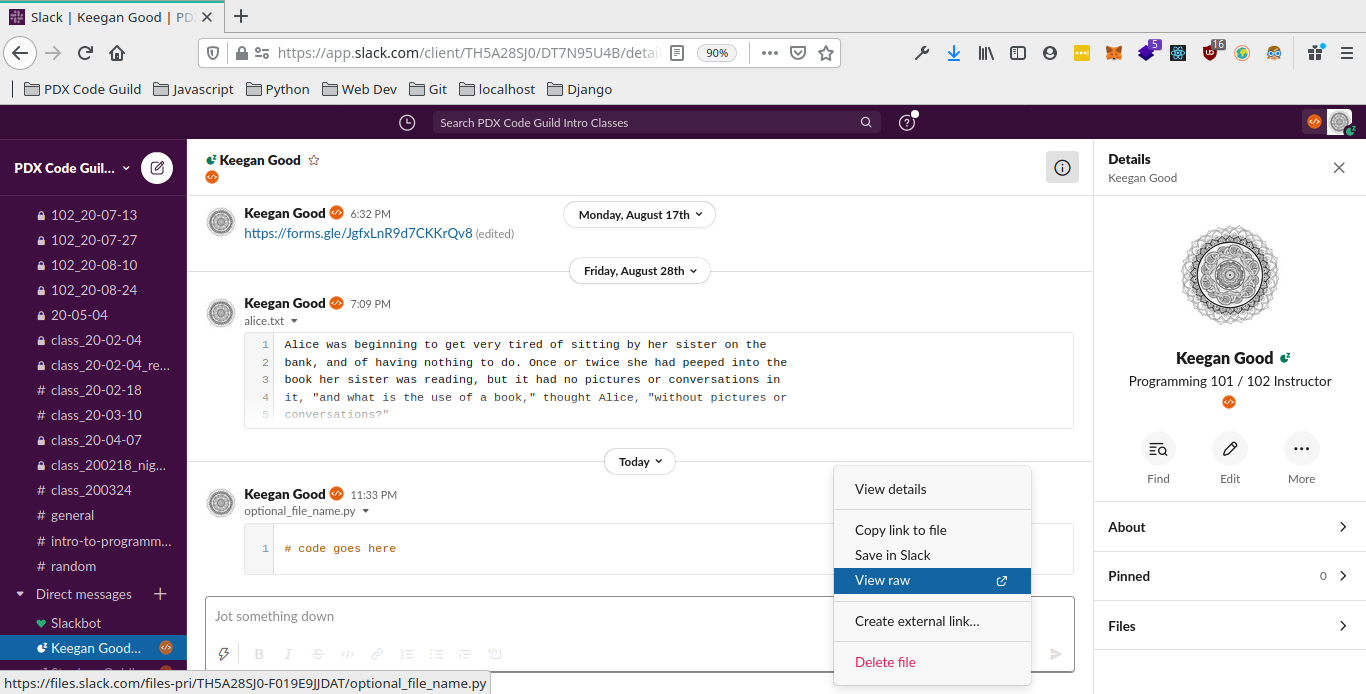 Slack | Keegan Good | PD
https://app.slack.com/client/TH5A28SJ0/DT7N95U4B/detai
90%
5
16
PDX Code Guild
Javascript
Python
Web Dev
Git
localhost
Django
Search PDX Code Guild Intro Classes
PDX Code Guil...
102_20-07-13
102_20-07-27
102_20-08-10
102_20-08-24
20-05-04
class_20-02-04
class_20-02-04_re...
# class_20-02-18
# class_20-03-10
class_20-04-07
class_200218_nig...
# class_200324
# general
# intro-to-programm...
# random
Direct messages
Slackbot
Keegan Good...
Keegan Good
Monday, August 17th
Keegan Good 6:32 PM
https://forms.gle/JgfxLnR9d7CKKrQv8 (edited)
Friday, August 28th
Keegan Good 7:09 PM
alice.txt
1 Alice was beginning to get very tired of sitting by her sister on the
2 bank, and of having nothing to do. Once or twice she had peeped into the
3 book her sister was reading, but it had no pictures or conversations in
4 it, "and what is the use of a book," thought Alice, "without pictures or
5 conversations?"
Today
Keegan Good 11:33 PM
optional_file_name.py
1 # code goes here
Jot something down
View details
Copy link to file
Save in Slack
View raw
Create external link...
Delete file
Details
Keegan Good
Keegan Good
Programming 101 / 102 Instructor
Find
Edit
More
About
Pinned 0
Files
https://files.slack.com/files-pri/TH5A28SJ0-F019E9JJDAT/optional_file_name.py